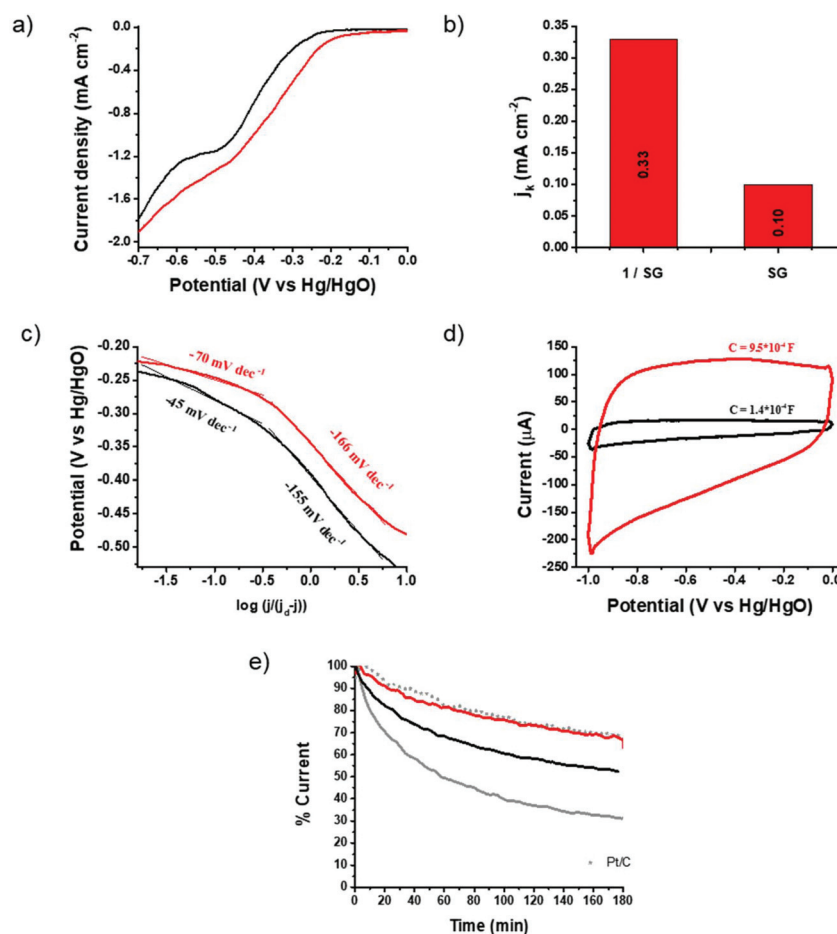 a)
0.0
-0.4
-0.8
-1.2
-1.6
-2.0
Current density (mA cm⁻²)
-0.7 -0.6 -0.5 -0.4 -0.3 -0.2 -0.1 0.0
Potential (V vs Hg/HgO)
b)
0.35
0.30
0.25
0.20
0.15
0.10
0.05
0.00
jₖ (mA cm⁻²)
0.33
0.10
1 / SG SG
c)
-0.20
-0.25
-0.30
-0.35
-0.40
-0.45
-0.50
Potential (V vs Hg/HgO)
-70 mV dec⁻¹
-45 mV dec⁻¹
-166 mV dec⁻¹
-155 mV dec⁻¹
-1.5 -1.0 -0.5 0.0 0.5 1.0
log (j/(j_d-j))
d)
150
100
50
0
-50
-100
-150
-200
-250
Current (μA)
C = 9.5*10⁻⁴ F
C = 1.4*10⁻⁴ F
-1.0 -0.8 -0.6 -0.4 -0.2 0.0
Potential (V vs Hg/HgO)
e)
100
90
80
70
60
50
40
30
20
10
0
% Current
Pt/C
0 20 40 60 80 100 120 140 160 180
Time (min)